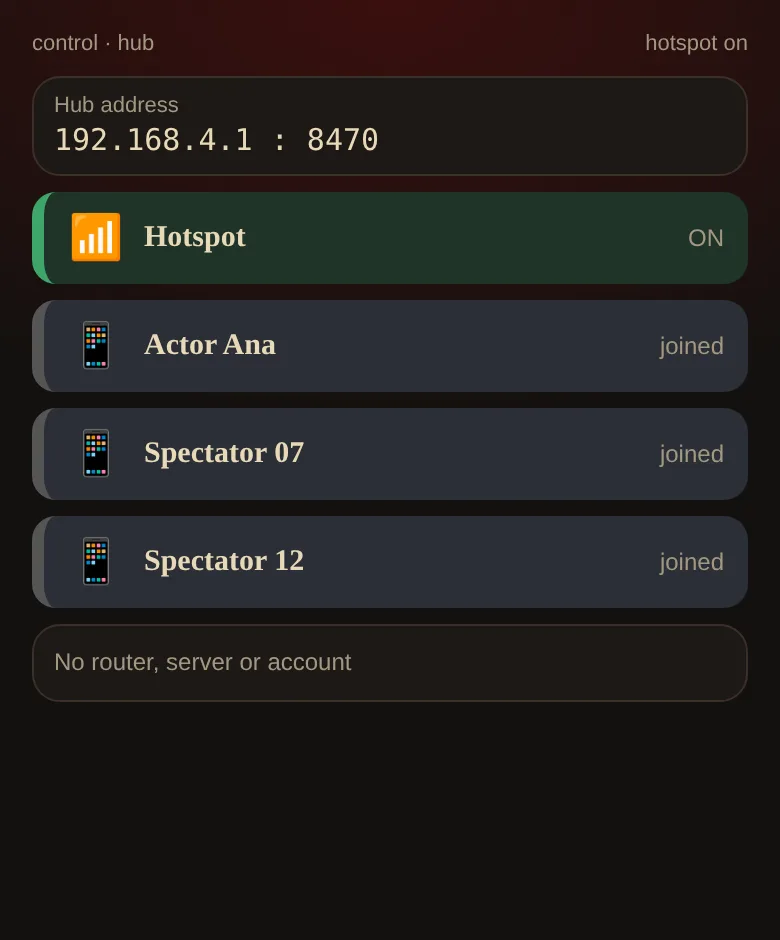 control · hub
hotspot on
Hub address
192.168.4.1 : 8470
Hotspot
ON
Actor Ana
joined
Spectator 07
joined
Spectator 12
joined
No router, server or account